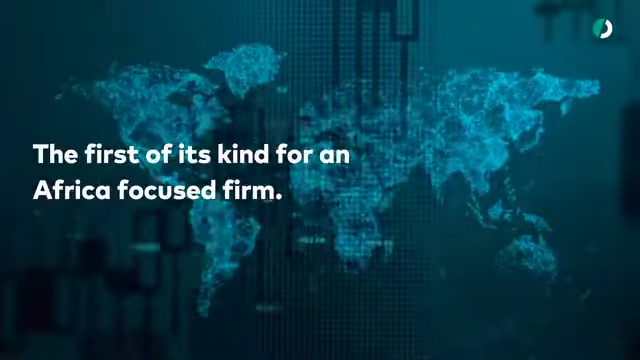 The first of its kind for an
Africa focused firm.